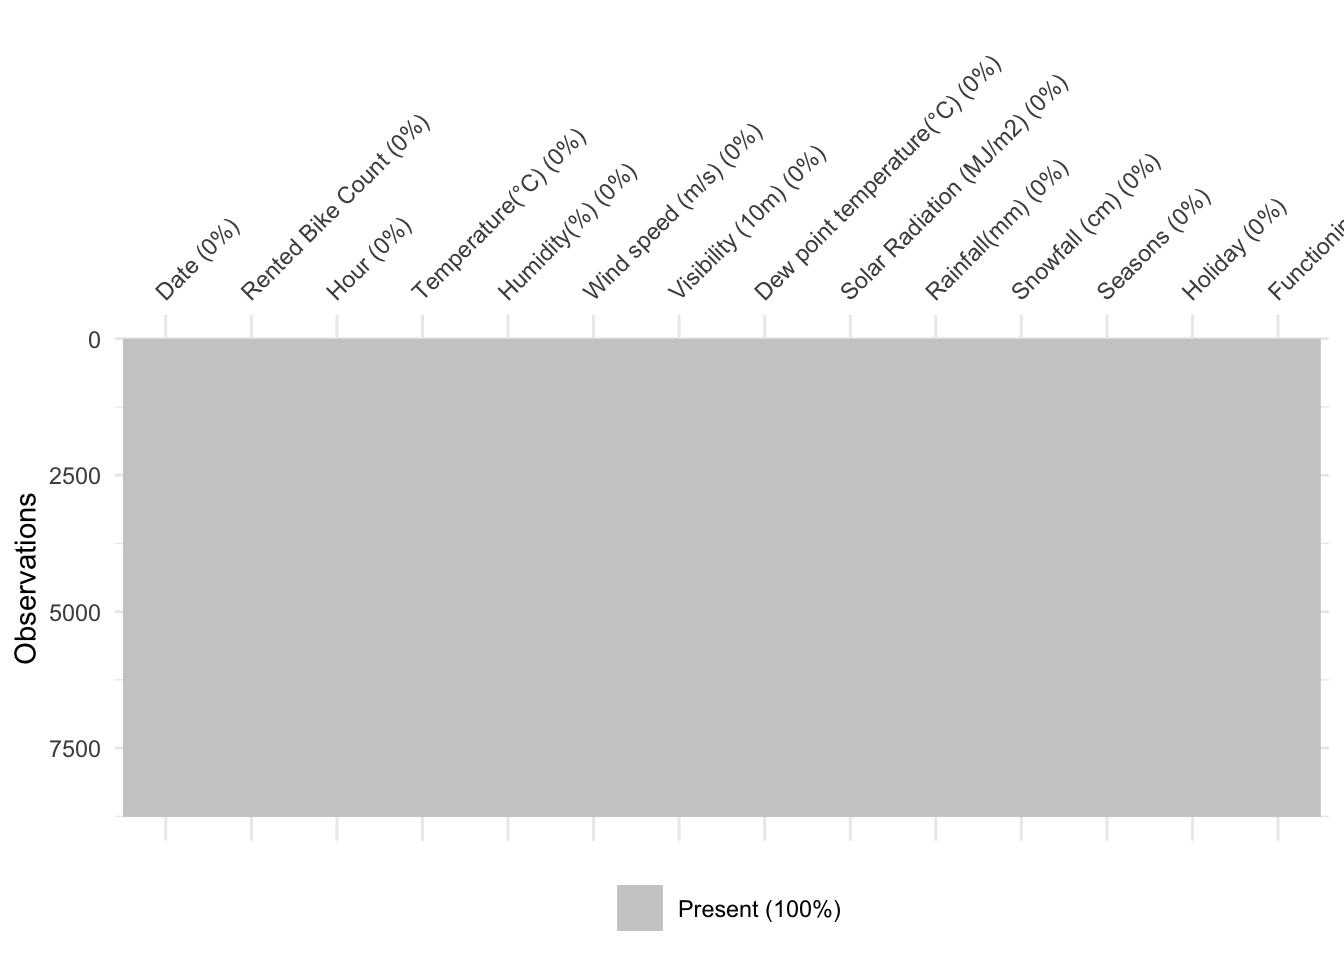 Date (0%)
Rented Bike Count (0%)
Hour (0%)
Temperature(°C) (0%)
Humidity(%) (0%)
Wind speed (m/s) (0%)
Visibility (10m) (0%)
Dew point temperature(°C) (0%)
Solar Radiation (MJ/m2) (0%)
Rainfall(mm) (0%)
Snowfall (cm) (0%)
Seasons (0%)
Holiday (0%)
0
2500
5000
7500
Observations
Present (100%)